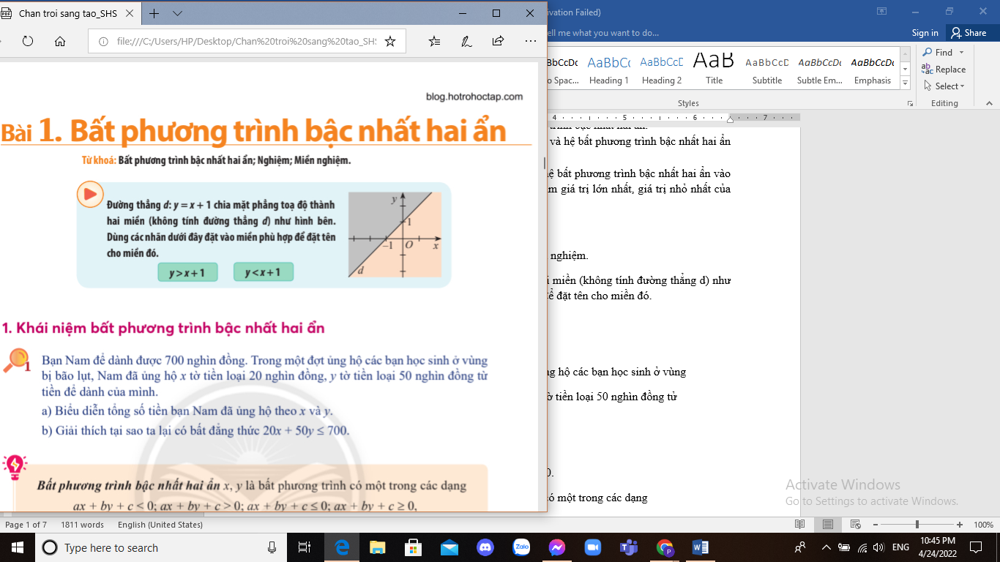 Chan troi sang tao_SHS
file:///C:/Users/HP/Desktop/Chan%20troi%20sang%20tao_SHS
blog.hotrohoctap.com
Bài 1. Bất phương trình bậc nhất hai ẩn
Từ khoá: Bất phương trình bậc nhất hai ẩn; Nghiệm; Miền nghiệm.
Đường thẳng d: y = x + 1 chia mặt phẳng toạ độ thành
hai miền (không tính đường thẳng d) như hình bên.
Dùng các nhãn dưới đây đặt vào miền phù hợp để đặt tên
cho miền đó.
y > x + 1
y < x + 1
y
1
−1
O
x
d
1. Khái niệm bất phương trình bậc nhất hai ẩn
1
Bạn Nam để dành được 700 nghìn đồng. Trong một đợt ủng hộ các bạn học sinh ở vùng
bị bão lụt, Nam đã ủng hộ x tờ tiền loại 20 nghìn đồng, y tờ tiền loại 50 nghìn đồng từ
tiền để dành của mình.
a) Biểu diễn tổng số tiền bạn Nam đã ủng hộ theo x và y.
b) Giải thích tại sao ta lại có bất đẳng thức 20x + 50y ≤ 700.
Bất phương trình bậc nhất hai ẩn x, y là bất phương trình có một trong các dạng
ax + by + c < 0; ax + by + c > 0; ax + by + c ≤ 0; ax + by + c ≥ 0,
ivation Failed)
ell me what you want to do...
Sign in
Share
BbCcDc AaBbCc AaBbCcD AaB AaBbCcD AaBbCcDc AaBbCcDc
o Spac... Heading 1 Heading 2 Title Subtitle Subtle Em... Emphasis
Styles
Find
Replace
Select
Editing
4 5 6 7
và hệ bất phương trình bậc nhất hai ẩn
hệ bất phương trình bậc nhất hai ẩn vào
m giá trị lớn nhất, giá trị nhỏ nhất của
nghiệm.
i miền (không tính đường thẳng d) như
để đặt tên cho miền đó.
ng hộ các bạn học sinh ở vùng
ờ tiền loại 50 nghìn đồng từ
0.
ó một trong các dạng
Activate Windows
Go to Settings to activate Windows.
Page 1 of 7 1811 words English (United States)
100%
Type here to search
Zalo
ENG
10:45 PM
4/24/2022